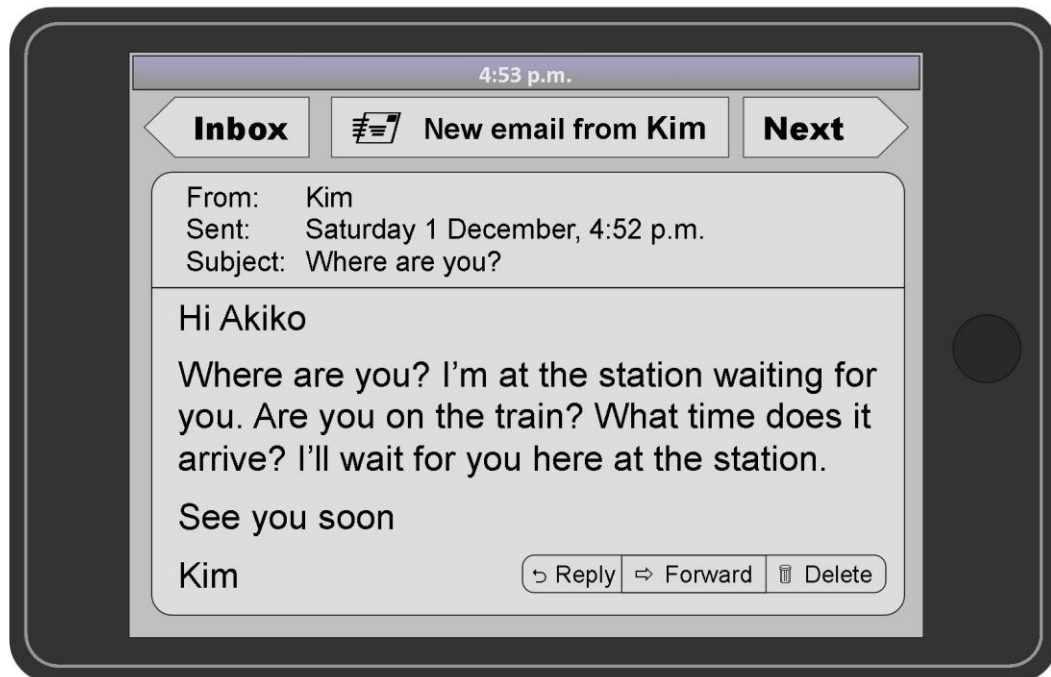 4:53 p.m.
Inbox
New email from Kim
Next
From: Kim
Sent: Saturday 1 December, 4:52 p.m.
Subject: Where are you?
Hi Akiko
Where are you? I'm at the station waiting for
you. Are you on the train? What time does it
arrive? I'll wait for you here at the station.
See you soon
Kim
Reply
Forward
Delete